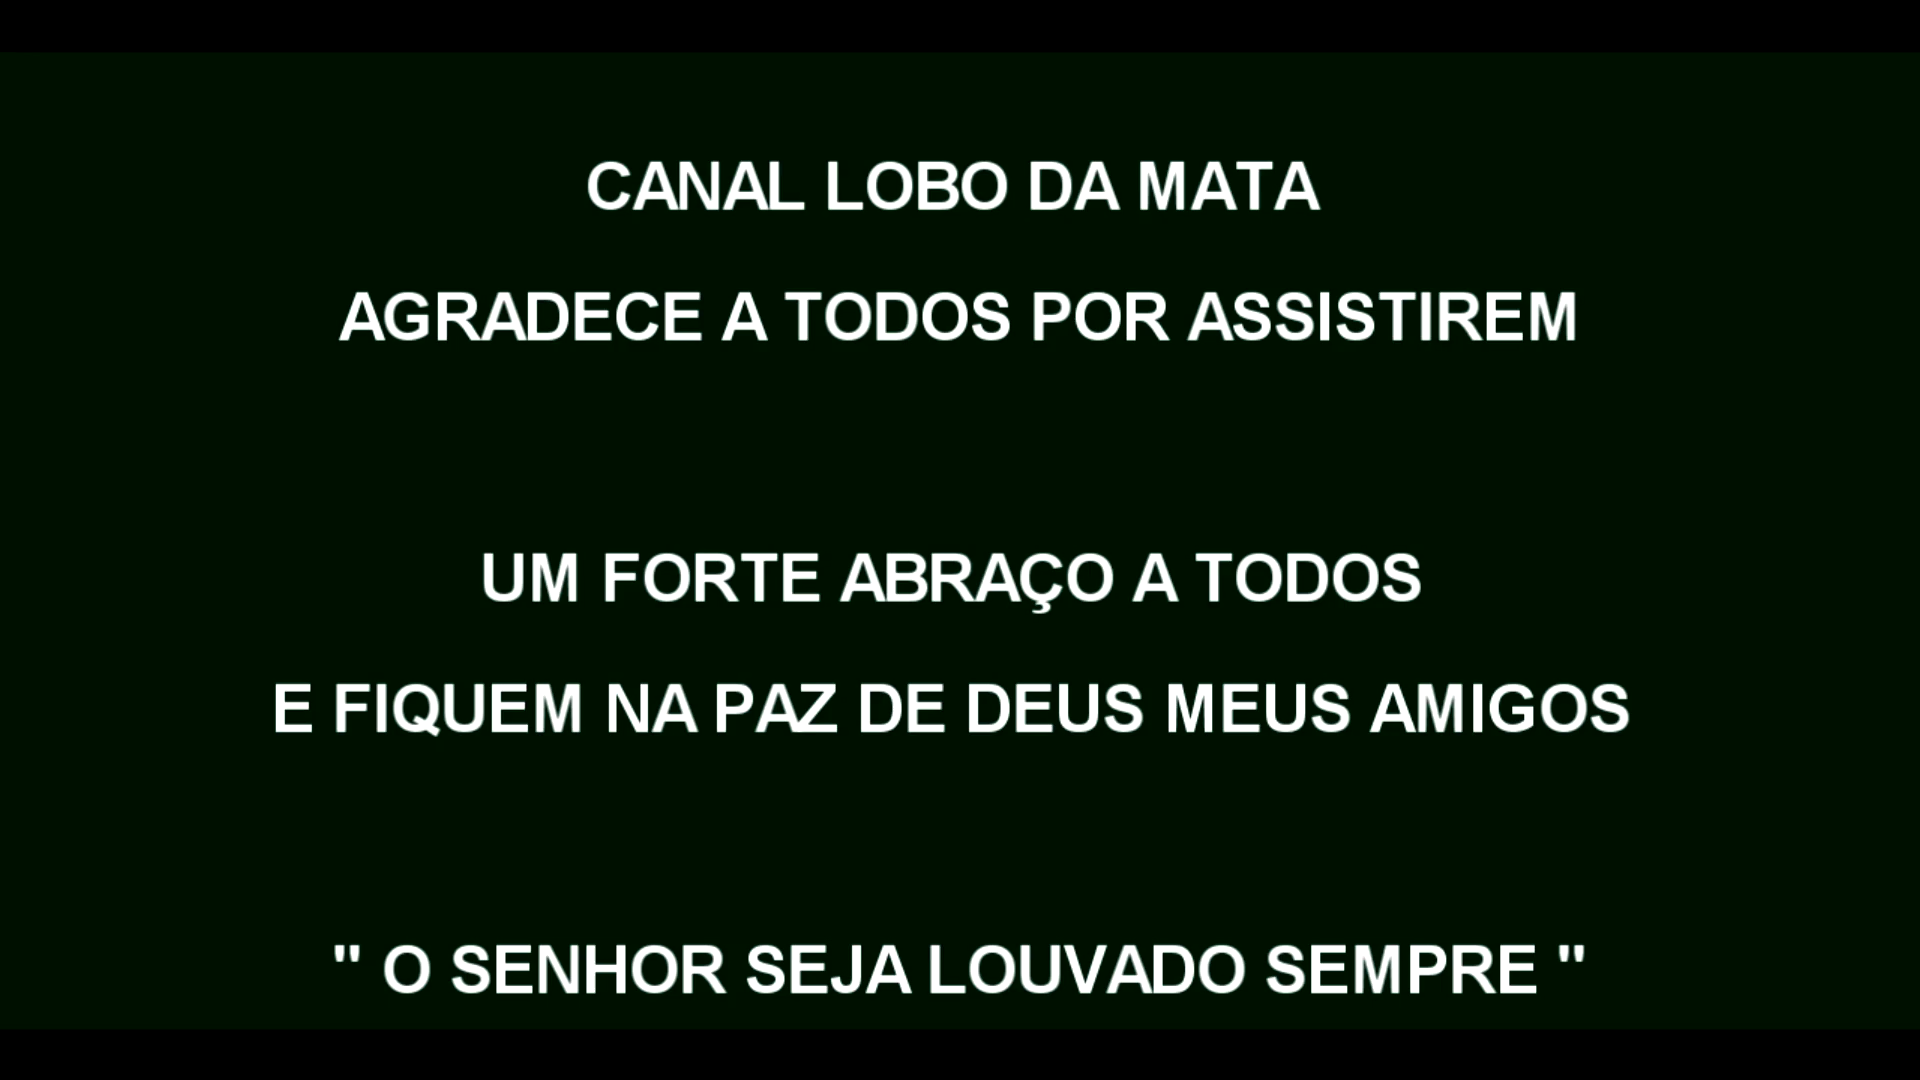 CANAL LOBO DA MATA
AGRADECE A TODOS POR ASSISTIREM
UM FORTE ABRAÇO A TODOS
E FIQUEM NA PAZ DE DEUS MEUS AMIGOS
" O SENHOR SEJA LOUVADO SEMPRE "